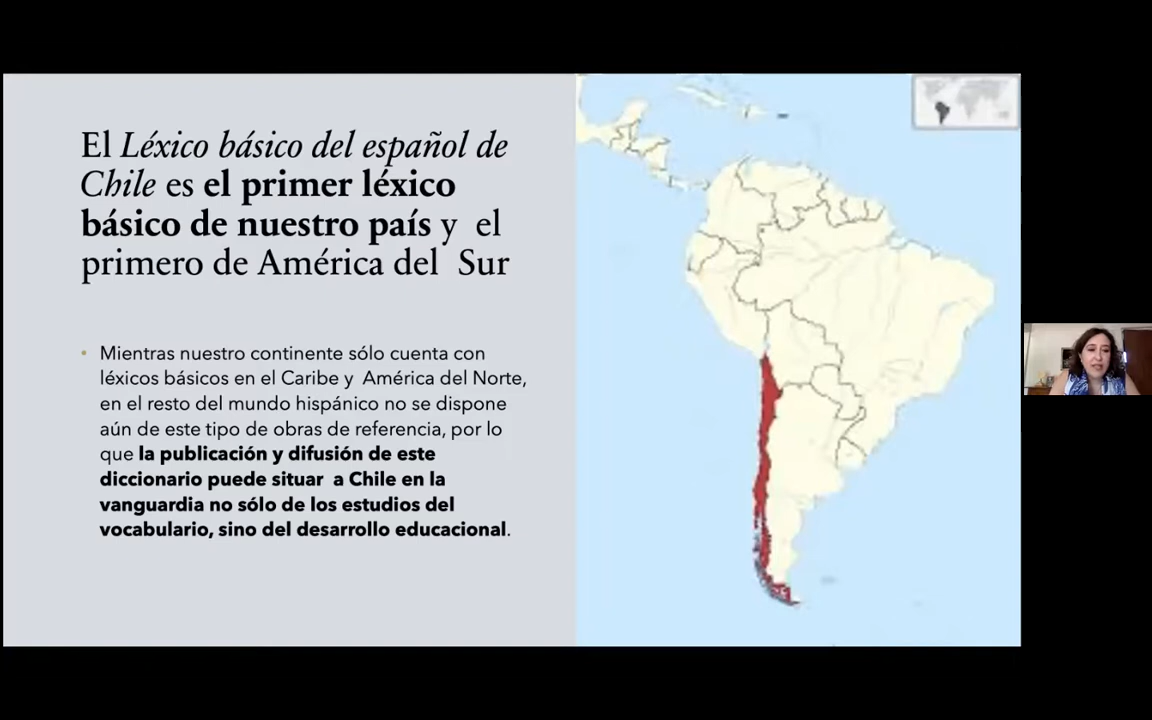 El Léxico básico del español de
Chile es el primer léxico
básico de nuestro país y el
primero de América del Sur
• Mientras nuestro continente sólo cuenta con
léxicos básicos en el Caribe y América del Norte,
en el resto del mundo hispánico no se dispone
aún de este tipo de obras de referencia, por lo
que la publicación y difusión de este
diccionario puede situar a Chile en la
vanguardia no sólo de los estudios del
vocabulario, sino del desarrollo educacional.